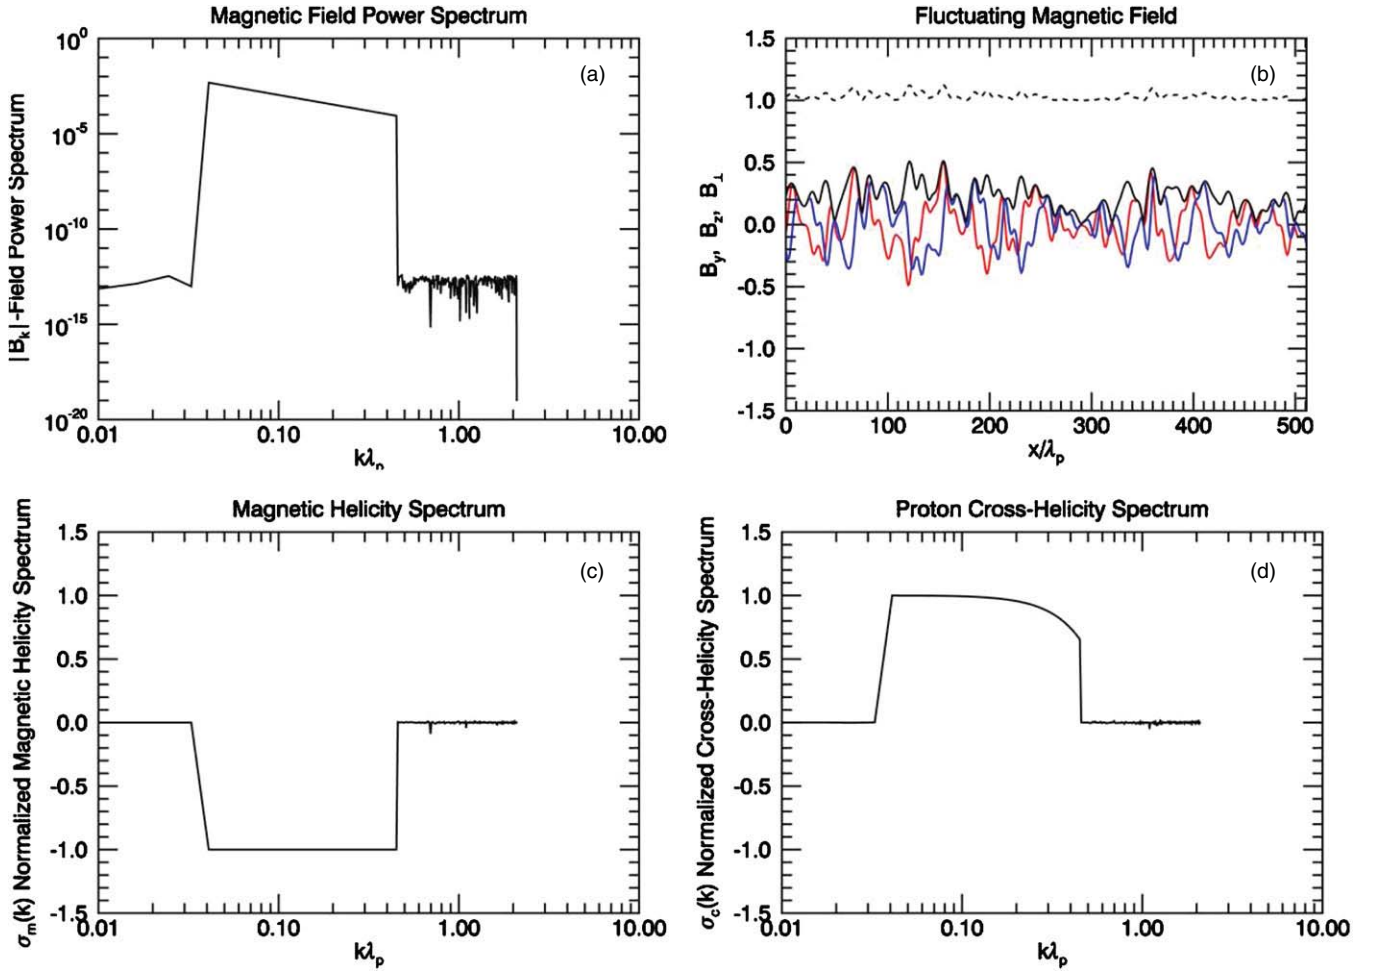 Magnetic Field Power Spectrum
(a)
|B_k|-Field Power Spectrum
10^0
10^-5
10^-10
10^-15
10^-20
0.01 0.10 1.00 10.00
kλ_p
Fluctuating Magnetic Field
(b)
B_y, B_z, B_⊥
1.5
1.0
0.5
0.0
-0.5
-1.0
-1.5
0 100 200 300 400 500
x/λ_p
Magnetic Helicity Spectrum
(c)
σ_m(k) Normalized Magnetic Helicity Spectrum
1.5
1.0
0.5
0.0
-0.5
-1.0
-1.5
0.01 0.10 1.00 10.00
kλ_p
Proton Cross-Helicity Spectrum
(d)
σ_c(k) Normalized Cross-Helicity Spectrum
1.5
1.0
0.5
0.0
-0.5
-1.0
-1.5
0.01 0.10 1.00 10.00
kλ_p